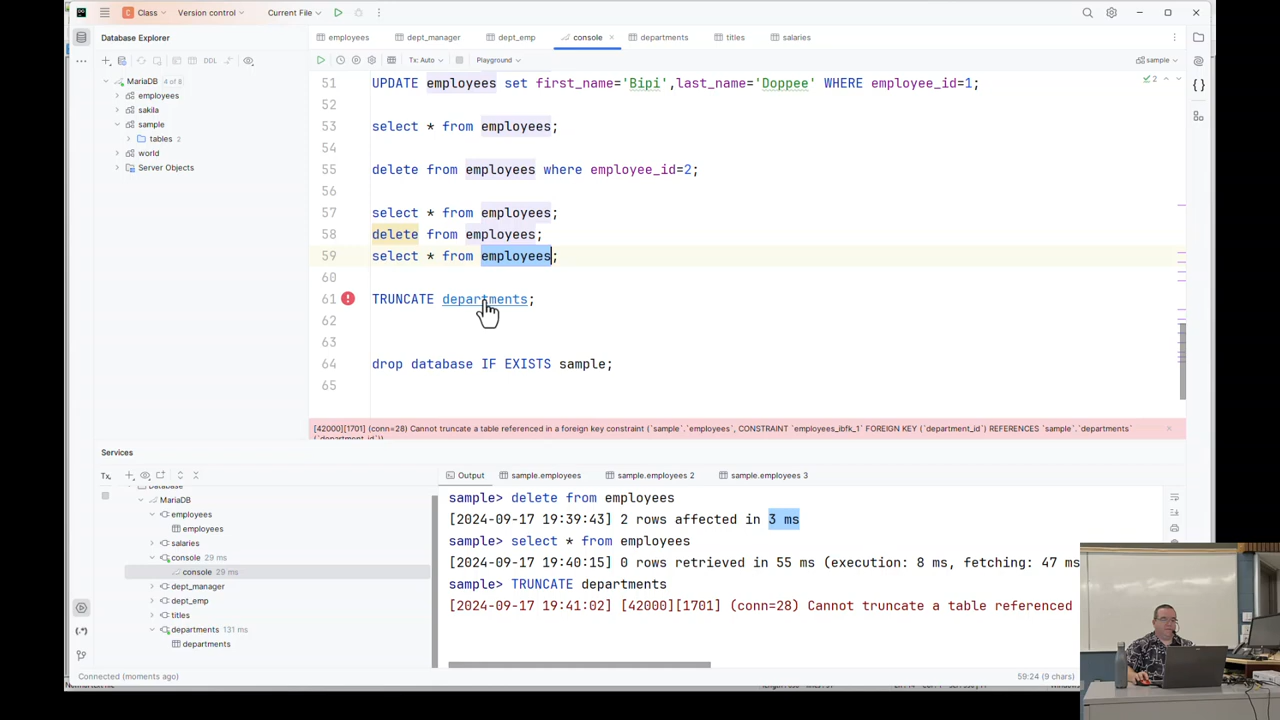 Class
Version control
Current File
Database Explorer
employees
dept_manager
dept_emp
console
departments
titles
salaries
DDL
Tx: Auto
Playground
sample
MariaDB 4 of 8
employees
sakila
sample
tables 2
world
Server Objects
51 UPDATE employees set first_name='Bipi',last_name='Doppee' WHERE employee_id=1;
2
52
53 select * from employees;
54
55 delete from employees where employee_id=2;
56
57 select * from employees;
58 delete from employees;
59 select * from employees;
60
61 TRUNCATE departments;
62
63
64 drop database IF EXISTS sample;
65
[42000][1701] (conn=28) Cannot truncate a table referenced in a foreign key constraint (`sample`.`employees`, CONSTRAINT `employees_ibfk_1` FOREIGN KEY (`department_id`) REFERENCES `sample`.`departments`
(`department_id`))
Services
Tx
Output
sample.employees
sample.employees 2
sample.employees 3
Database
MariaDB
employees
employees
salaries
console 29 ms
console 29 ms
dept_manager
dept_emp
titles
departments 131 ms
departments
sample> delete from employees
[2024-09-17 19:39:43] 2 rows affected in 3 ms
sample> select * from employees
[2024-09-17 19:40:15] 0 rows retrieved in 55 ms (execution: 8 ms, fetching: 47 ms
sample> TRUNCATE departments
[2024-09-17 19:41:02] [42000][1701] (conn=28) Cannot truncate a table referenced
Connected (moments ago)
59:24 (9 chars)